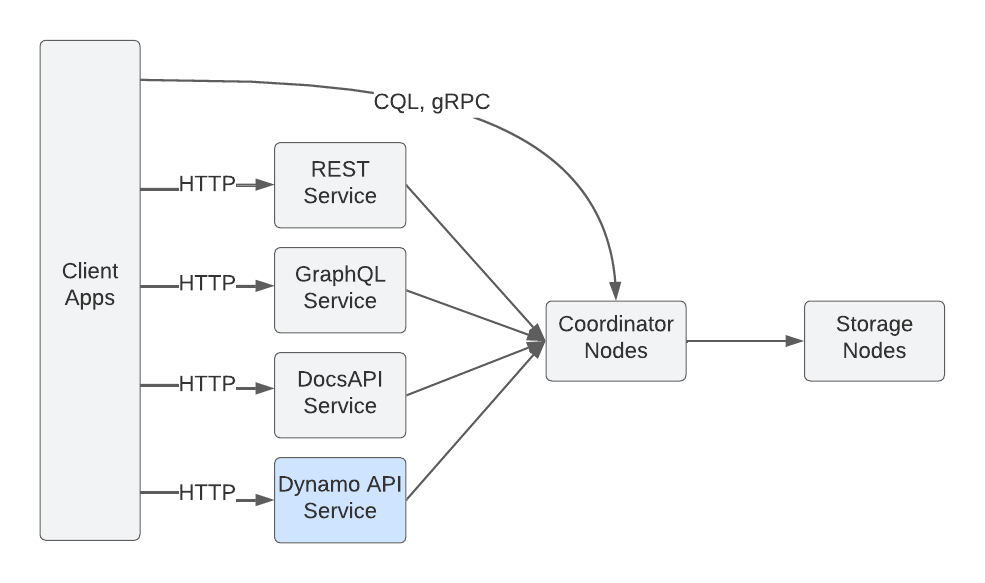 CQL, gRPC
Client
Apps
HTTP
REST
Service
HTTP
GraphQL
Service
HTTP
DocsAPI
Service
HTTP
Dynamo API
Service
Coordinator
Nodes
Storage
Nodes